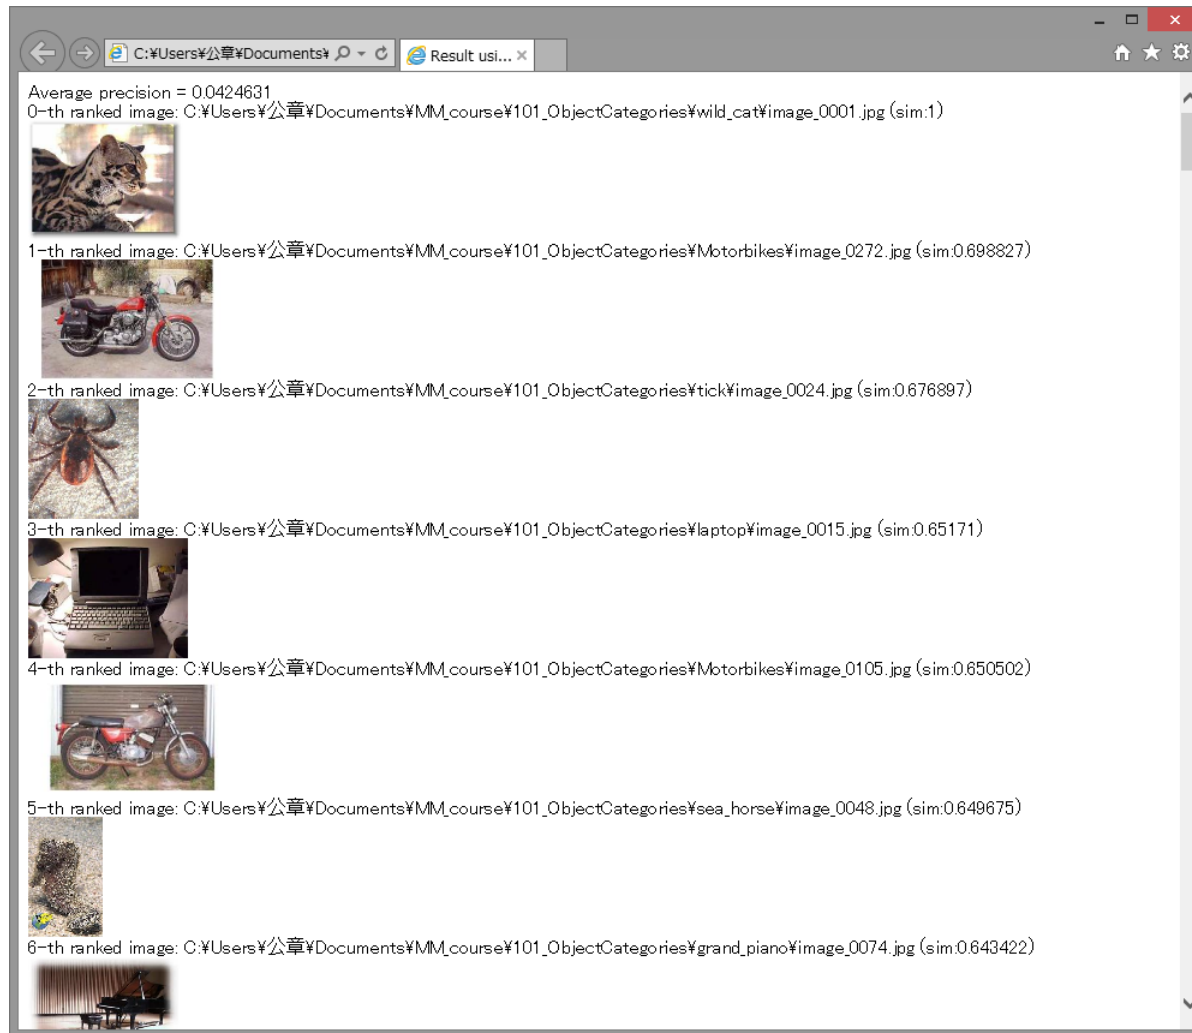 C:¥Users¥公章¥Documents¥
Result usi...
Average precision = 0.0424631
0-th ranked image: C:¥Users¥公章¥Documents¥MM_course¥101_ObjectCategories¥wild_cat¥image_0001.jpg (sim:1)
1-th ranked image: C:¥Users¥公章¥Documents¥MM_course¥101_ObjectCategories¥Motorbikes¥image_0272.jpg (sim:0.698827)
2-th ranked image: C:¥Users¥公章¥Documents¥MM_course¥101_ObjectCategories¥tick¥image_0024.jpg (sim:0.676897)
3-th ranked image: C:¥Users¥公章¥Documents¥MM_course¥101_ObjectCategories¥laptop¥image_0015.jpg (sim:0.65171)
4-th ranked image: C:¥Users¥公章¥Documents¥MM_course¥101_ObjectCategories¥Motorbikes¥image_0105.jpg (sim:0.650502)
5-th ranked image: C:¥Users¥公章¥Documents¥MM_course¥101_ObjectCategories¥sea_horse¥image_0048.jpg (sim:0.649675)
6-th ranked image: C:¥Users¥公章¥Documents¥MM_course¥101_ObjectCategories¥grand_piano¥image_0074.jpg (sim:0.643422)